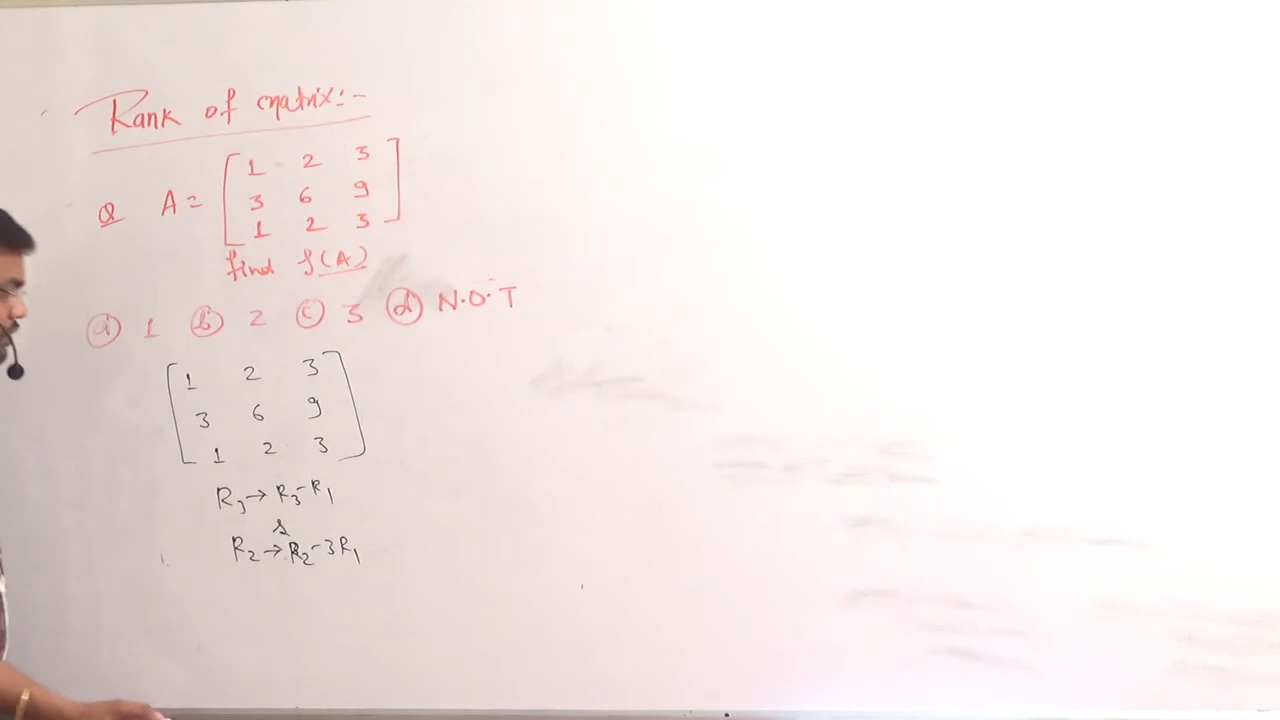 Rank of matrix:-
Q A = [ 1 2 3
3 6 9
1 2 3 ]
find ρ(A)
(a) 1 (b) 2 (c) 3 (d) N.O.T
[ 1 2 3
3 6 9
1 2 3 ]
R3 → R3 - R1
&
R2 → R2 - 3R1